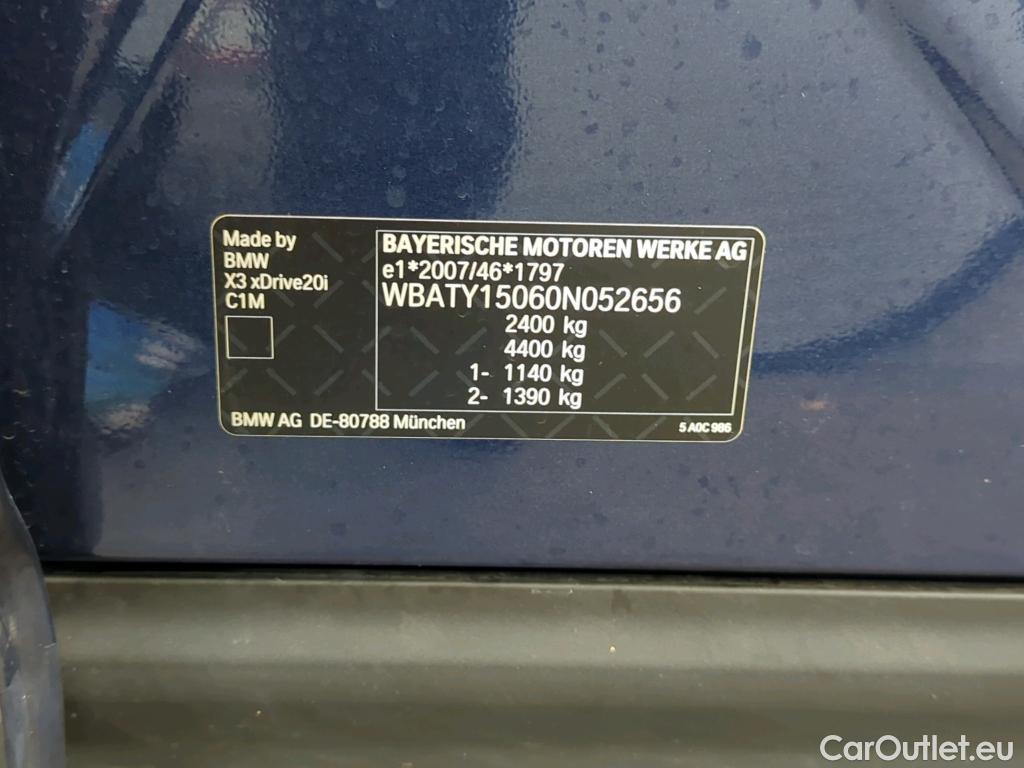 Made by
BMW
X3 xDrive20i
C1M
BAYERISCHE MOTOREN WERKE AG
e1*2007/46*1797
WBATY15060N052656
2400 kg
4400 kg
1- 1140 kg
2- 1390 kg
BMW AG DE-80788 München
5 A0C 986
CarOutlet.eu